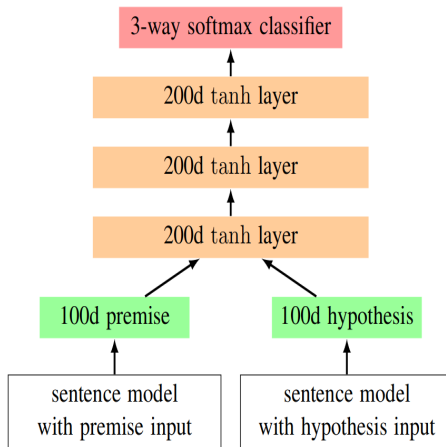 3-way softmax classifier
200d tanh layer
200d tanh layer
200d tanh layer
100d premise
100d hypothesis
sentence model
with premise input
sentence model
with hypothesis input